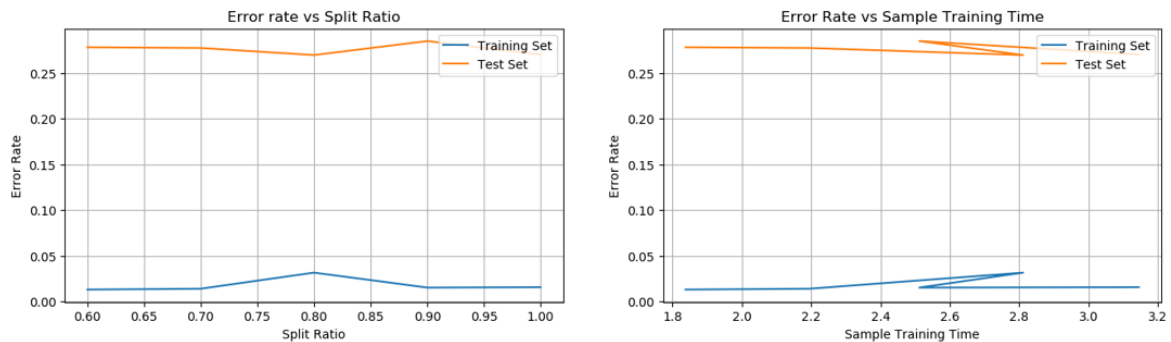 Error rate vs Split Ratio
Training Set
Test Set
0.25
0.20
0.15
0.10
0.05
0.00
Error Rate
0.60 0.65 0.70 0.75 0.80 0.85 0.90 0.95 1.00
Split Ratio
Error Rate vs Sample Training Time
Training Set
Test Set
0.25
0.20
0.15
0.10
0.05
0.00
Error Rate
1.8 2.0 2.2 2.4 2.6 2.8 3.0 3.2
Sample Training Time